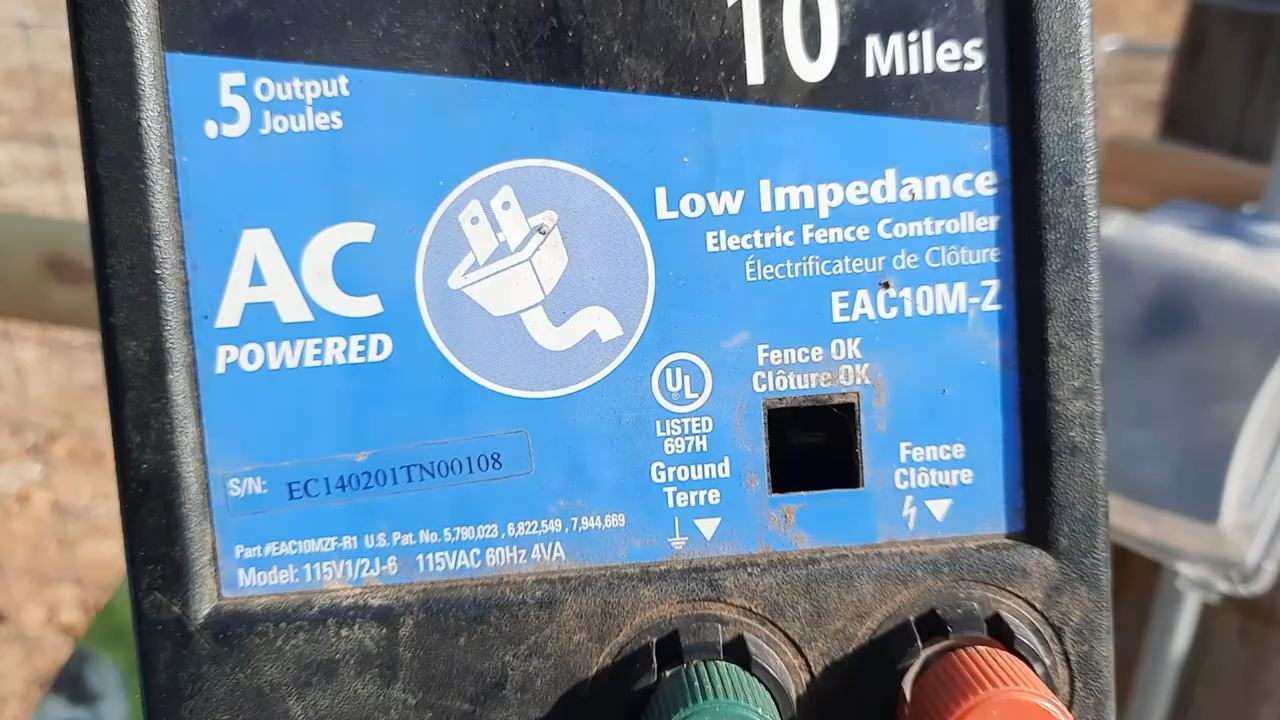 10 Miles
.5 Output
Joules
AC
POWERED
Low Impedance
Electric Fence Controller
Électrificateur de Clôture
EAC10M-Z
Fence OK
Clôture OK
UL
®
LISTED
697H
Ground
Terre
Fence
Clôture
S/N: EC140201TN00108
Part #EAC10MZF-R1 U.S. Pat. No. 5,790,023 , 6,822,549 , 7,944,669
Model: 115V1/2J-6 115VAC 60Hz 4VA